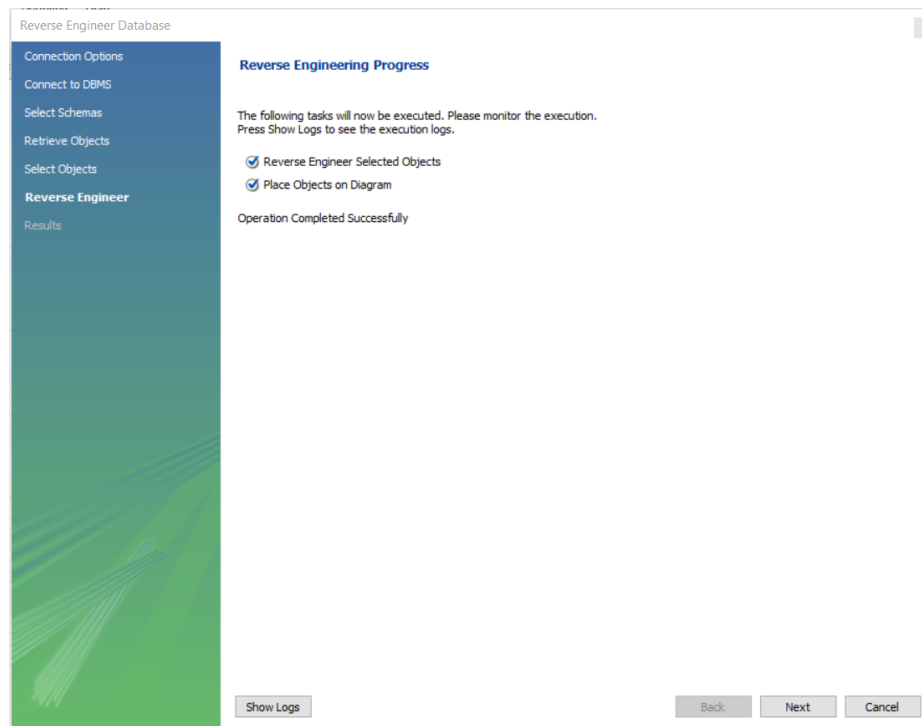 Reverse Engineer Database
Connection Options
Connect to DBMS
Select Schemas
Retrieve Objects
Select Objects
Reverse Engineer
Results
Reverse Engineering Progress
The following tasks will now be executed. Please monitor the execution.
Press Show Logs to see the execution logs.
Reverse Engineer Selected Objects
Place Objects on Diagram
Operation Completed Successfully
Show Logs
Back
Next
Cancel